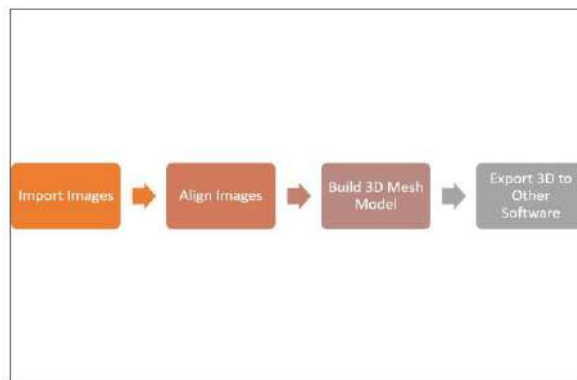 Import Images
Align Images
Build 3D Mesh
Model
Export 3D to
Other
Software